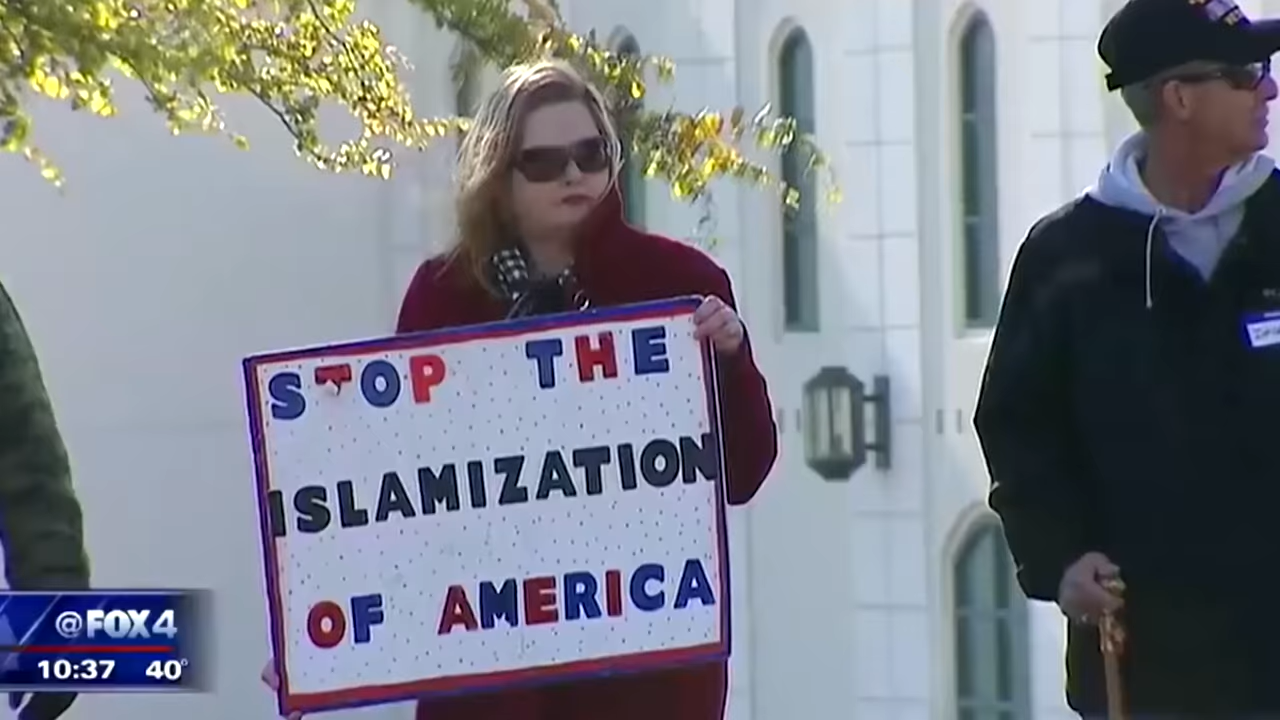 STOP THE
ISLAMIZATION
OF AMERICA
@FOX4
10:37 40°